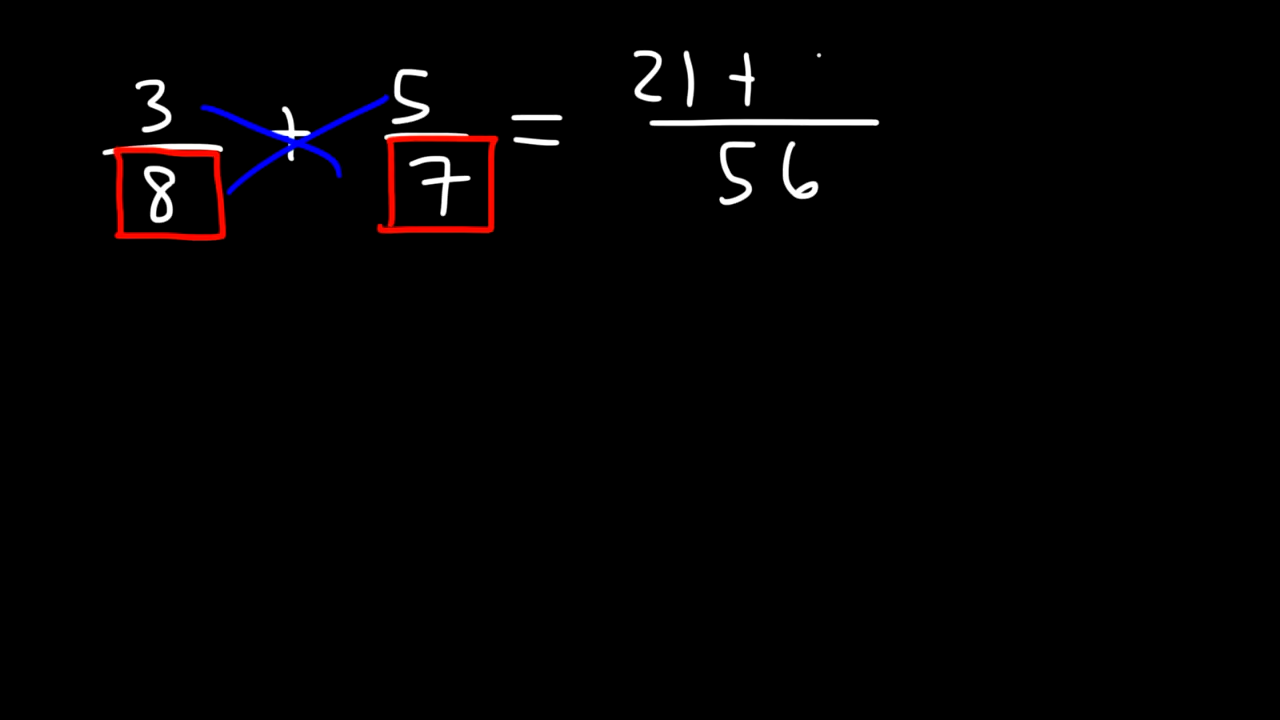 3/8 + 5/7 = 21 + /56